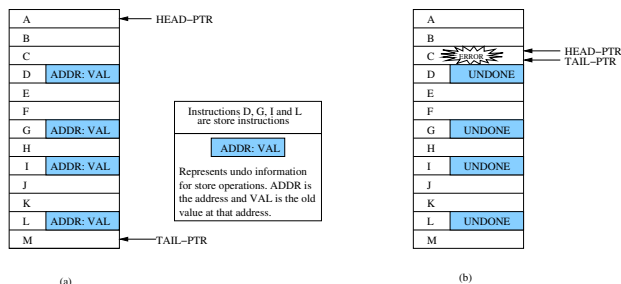 A
HEAD-PTR
B
C
D ADDR: VAL
E
F
G ADDR: VAL
H
I ADDR: VAL
J
K
L ADDR: VAL
M
TAIL-PTR
(a)
Instructions D, G, I and L
are store instructions
ADDR: VAL
Represents undo information
for store operations. ADDR is
the address and VAL is the old
value at that address.
A
B
C ERROR
HEAD-PTR
TAIL-PTR
D UNDONE
E
F
G UNDONE
H
I UNDONE
J
K
L UNDONE
M
(b)